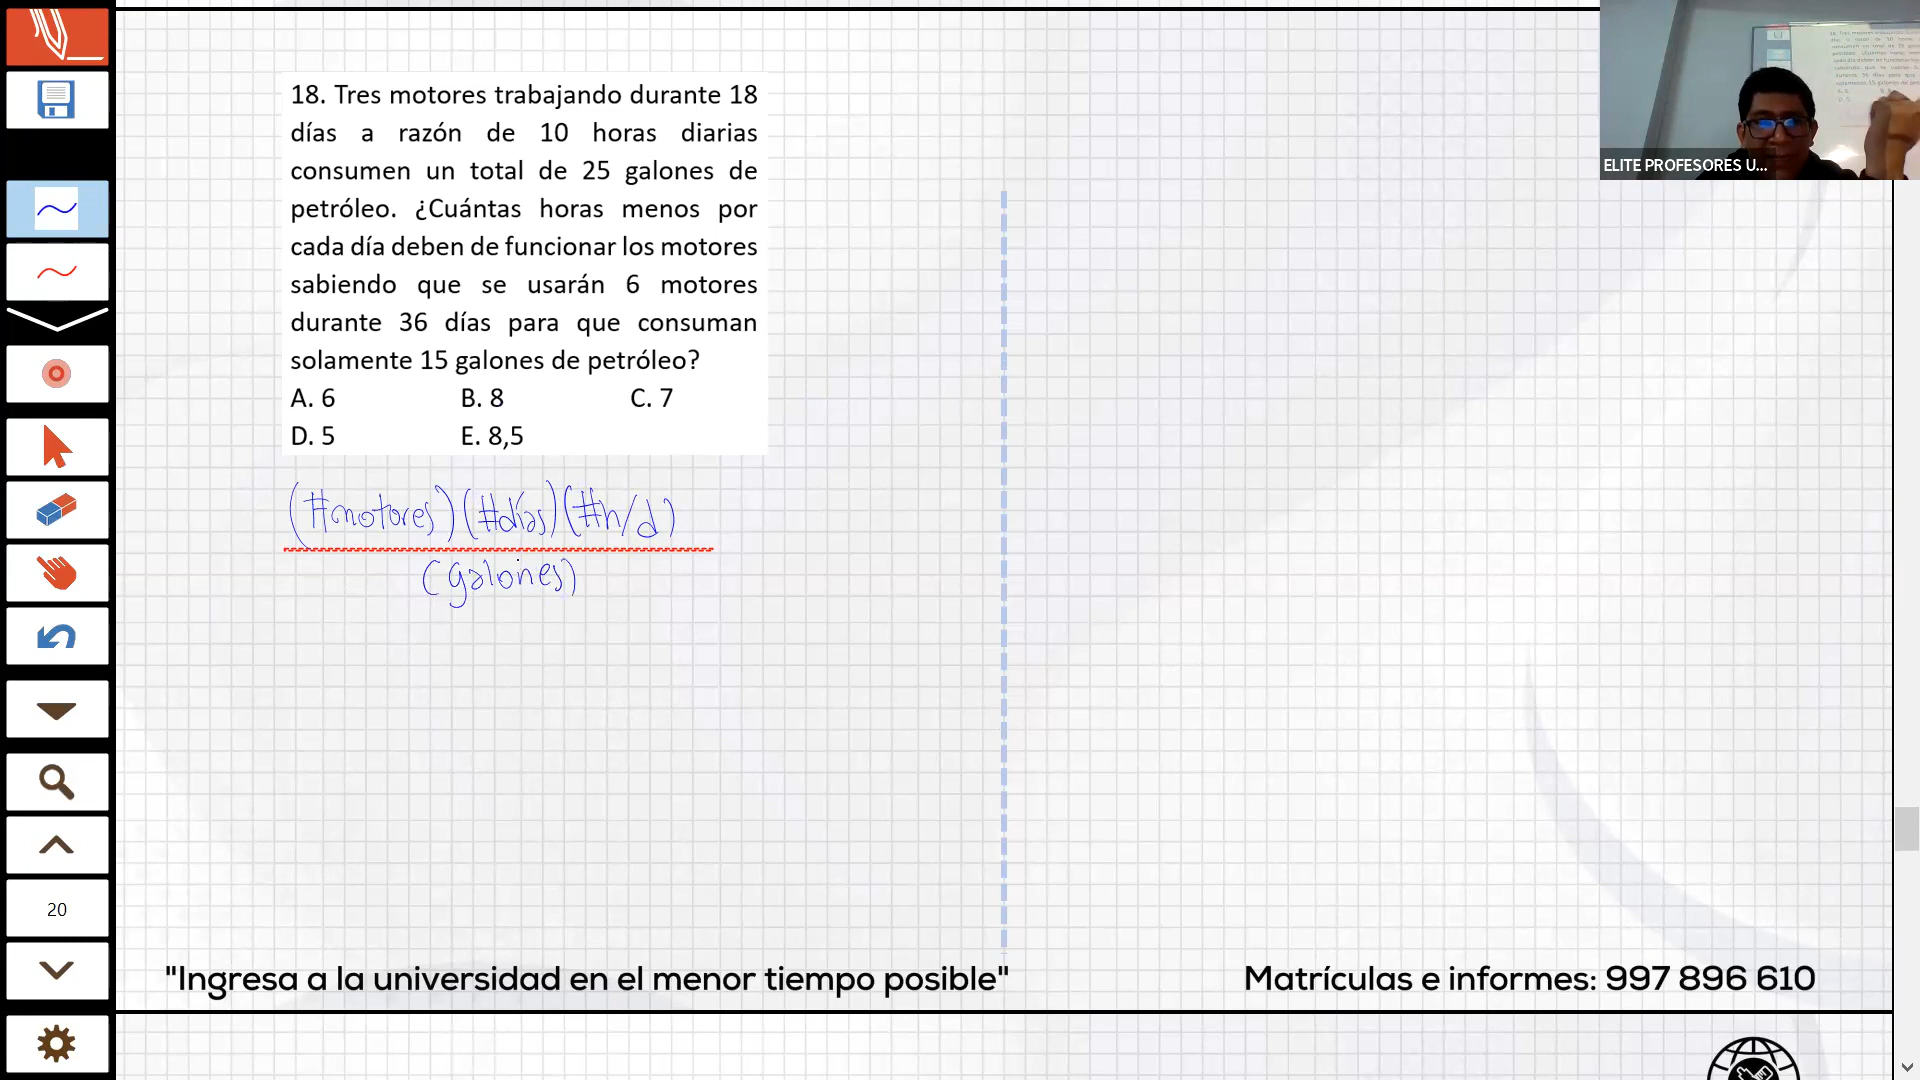 18. Tres motores trabajando durante 18
días a razón de 10 horas diarias
consumen un total de 25 galones de
petróleo. ¿Cuántas horas menos por
cada día deben de funcionar los motores
sabiendo que se usarán 6 motores
durante 36 días para que consuman
solamente 15 galones de petróleo?
A. 6 B. 8 C. 7
D. 5 E. 8,5
(#motores)(#días)(#h/d)
(galones)
ELITE PROFESORES U...
20
"Ingresa a la universidad en el menor tiempo posible"
Matrículas e informes: 997 896 610